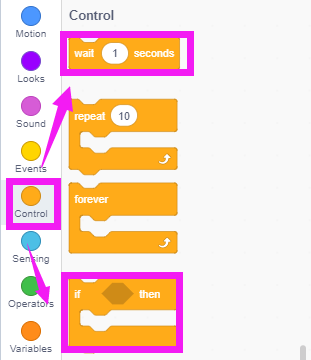 Control
Motion
Looks
Sound
Events
Control
Sensing
Operators
Variables
wait 1 seconds
repeat 10
forever
if then